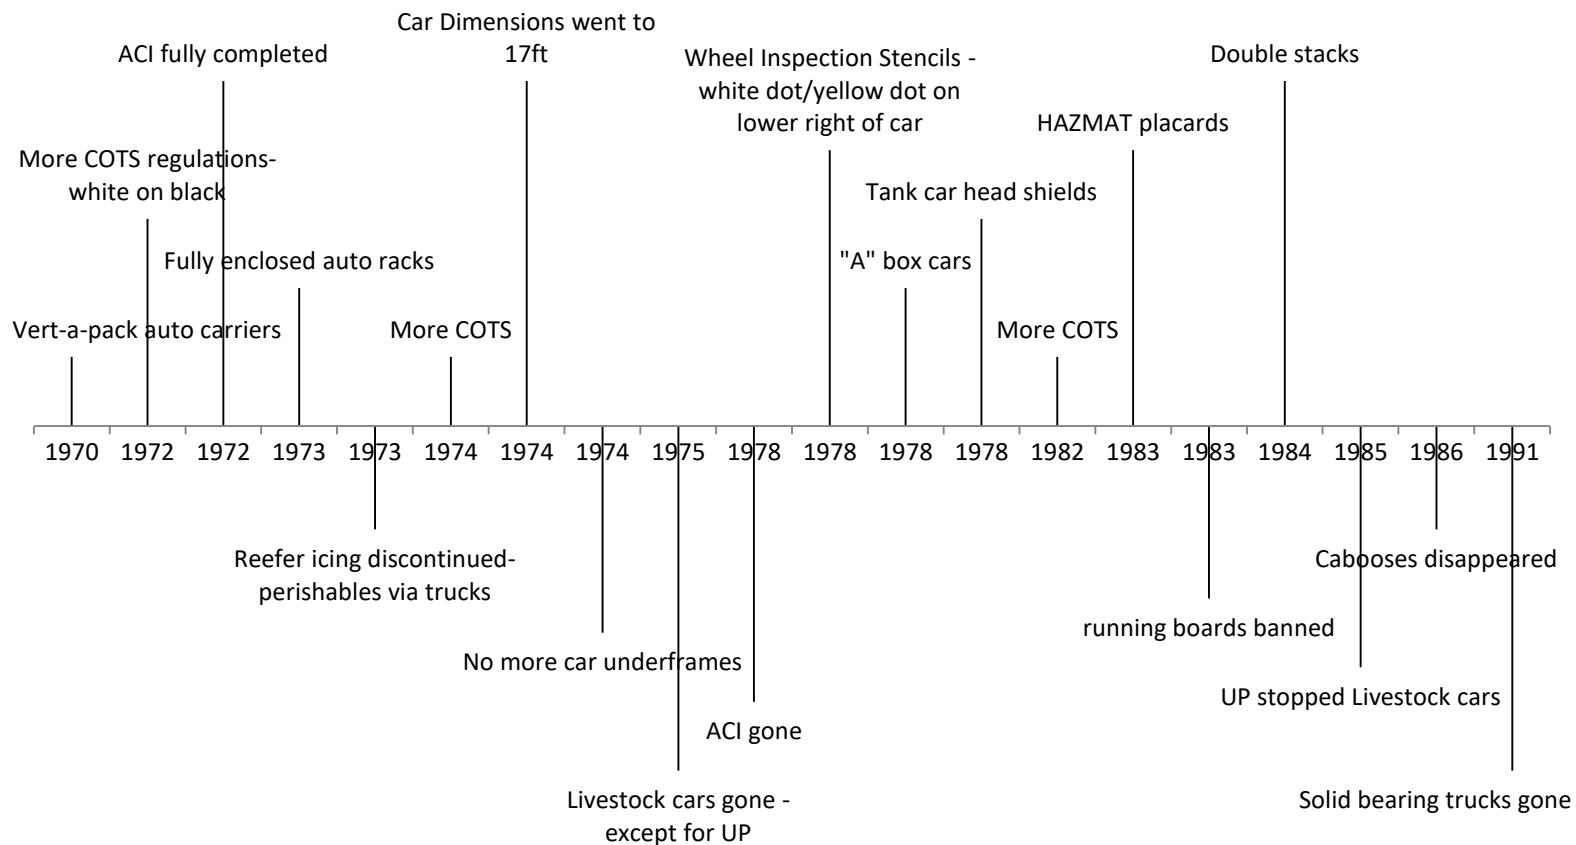 Car Dimensions went to
17ft
ACI fully completed
Wheel Inspection Stencils -
white dot/yellow dot on
lower right of car
Double stacks
HAZMAT placards
More COTS regulations-
white on black
Tank car head shields
Fully enclosed auto racks
"A" box cars
Vert-a-pack auto carriers
More COTS
More COTS
1970 1972 1972 1973 1973 1974 1974 1974 1975 1978 1978 1978 1978 1982 1983 1983 1984 1985 1986 1991
Reefer icing discontinued-
perishables via trucks
Cabooses disappeared
running boards banned
No more car underframes
UP stopped Livestock cars
ACI gone
Livestock cars gone -
except for UP
Solid bearing trucks gone